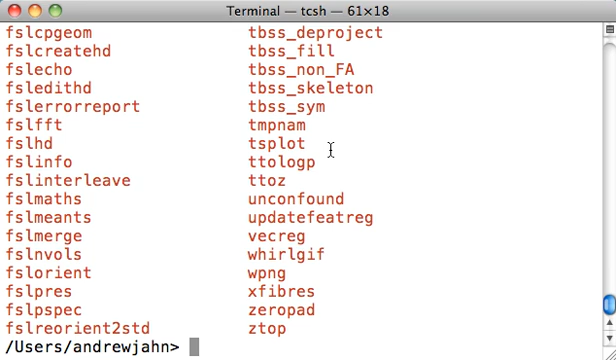 Terminal — tcsh — 61×18
fslcpgeom tbss_deproject
fslcreatehd tbss_fill
fslecho tbss_non_FA
fsledithd tbss_skeleton
fslerrorreport tbss_sym
fslfft tmpnam
fslhd tsplot
fslinfo ttologp
fslinterleave ttoz
fslmaths unconfound
fslmeants updatefeatreg
fslmerge vecreg
fslnvols whirlgif
fslorient wpng
fslpres xfibres
fslpspec zeropad
fslreorient2std ztop
/Users/andrewjahn>